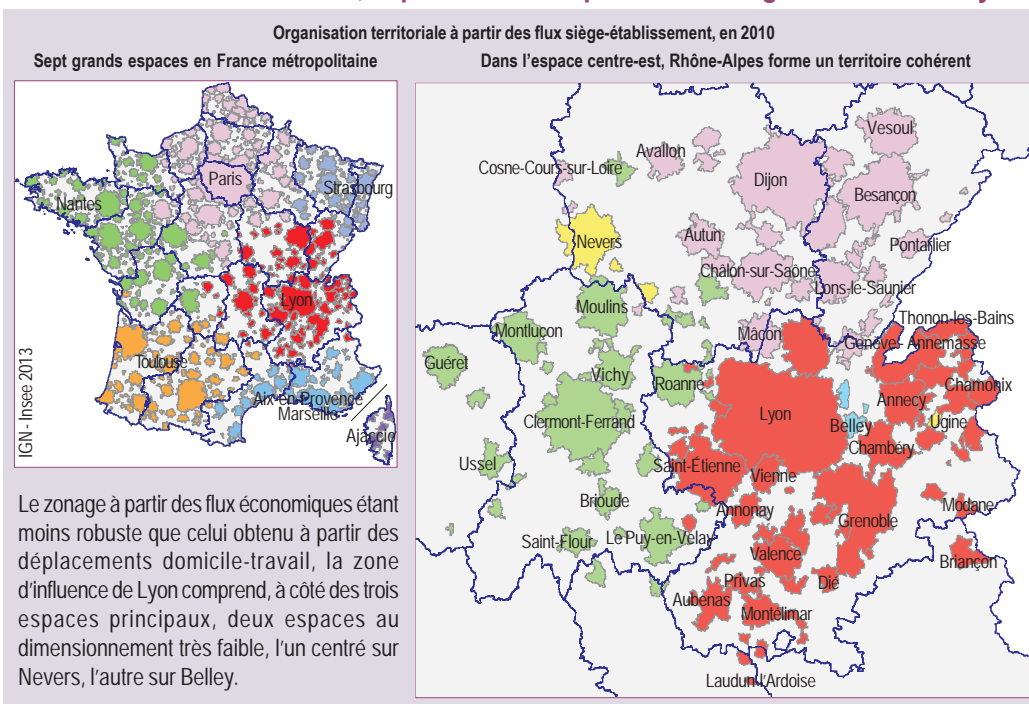 Organisation territoriale à partir des flux siège-établissement, en 2010
Sept grands espaces en France métropolitaine
Dans l'espace centre-est, Rhône-Alpes forme un territoire cohérent
Paris
Strasbourg
Nantes
Lyon
Toulouse
Aix-en-Provence
Marseille
Ajaccio
IGN - Insee 2013
Le zonage à partir des flux économiques étant
moins robuste que celui obtenu à partir des
déplacements domicile-travail, la zone
d'influence de Lyon comprend, à côté des trois
espaces principaux, deux espaces au
dimensionnement très faible, l'un centré sur
Nevers, l'autre sur Belley.
Vesoul
Avallon
Cosne-Cours-sur-Loire
Dijon
Besançon
Nevers
Autun
Pontarlier
Châlon-sur-Saône
Lons-le-Saunier
Moulins
Thonon-les-Bains
Montluçon
Mâcon
Genève- Annemasse
Guéret
Vichy
Roanne
Chamonix
Annecy
Clermont-Ferrand
Lyon
Belley
Ugine
Chambéry
Ussel
Saint-Étienne
Vienne
Brioude
Annonay
Modane
Grenoble
Saint-Flour
Le Puy-en-Velay
Valence
Briançon
Privas
Dié
Aubenas
Montélimar
Laudun-l'Ardoise